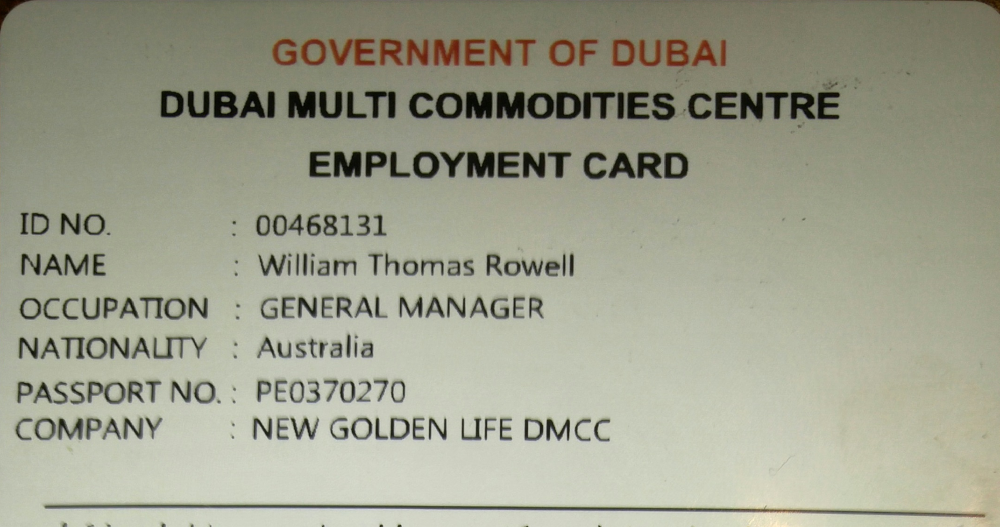 GOVERNMENT OF DUBAI
DUBAI MULTI COMMODITIES CENTRE
EMPLOYMENT CARD
ID NO. : 00468131
NAME : William Thomas Rowell
OCCUPATION : GENERAL MANAGER
NATIONALITY : Australia
PASSPORT NO. : PE0370270
COMPANY : NEW GOLDEN LIFE DMCC